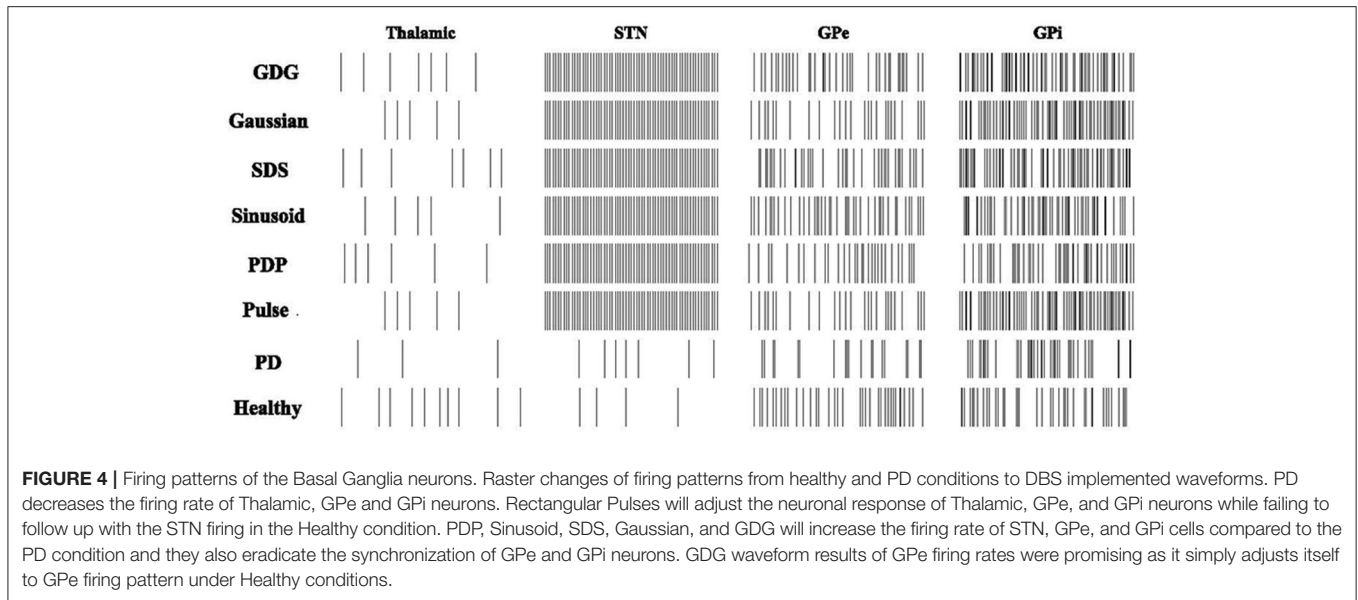 Thalamic STN GPe GPi
GDG
Gaussian
SDS
Sinusoid
PDP
Pulse .
PD
Healthy
FIGURE 4 | Firing patterns of the Basal Ganglia neurons. Raster changes of firing patterns from healthy and PD conditions to DBS implemented waveforms. PD
decreases the firing rate of Thalamic, GPe and GPi neurons. Rectangular Pulses will adjust the neuronal response of Thalamic, GPe, and GPi neurons while failing to
follow up with the STN firing in the Healthy condition. PDP, Sinusoid, SDS, Gaussian, and GDG will increase the firing rate of STN, GPe, and GPi cells compared to the
PD condition and they also eradicate the synchronization of GPe and GPi neurons. GDG waveform results of GPe firing rates were promising as it simply adjusts itself
to GPe firing pattern under Healthy conditions.